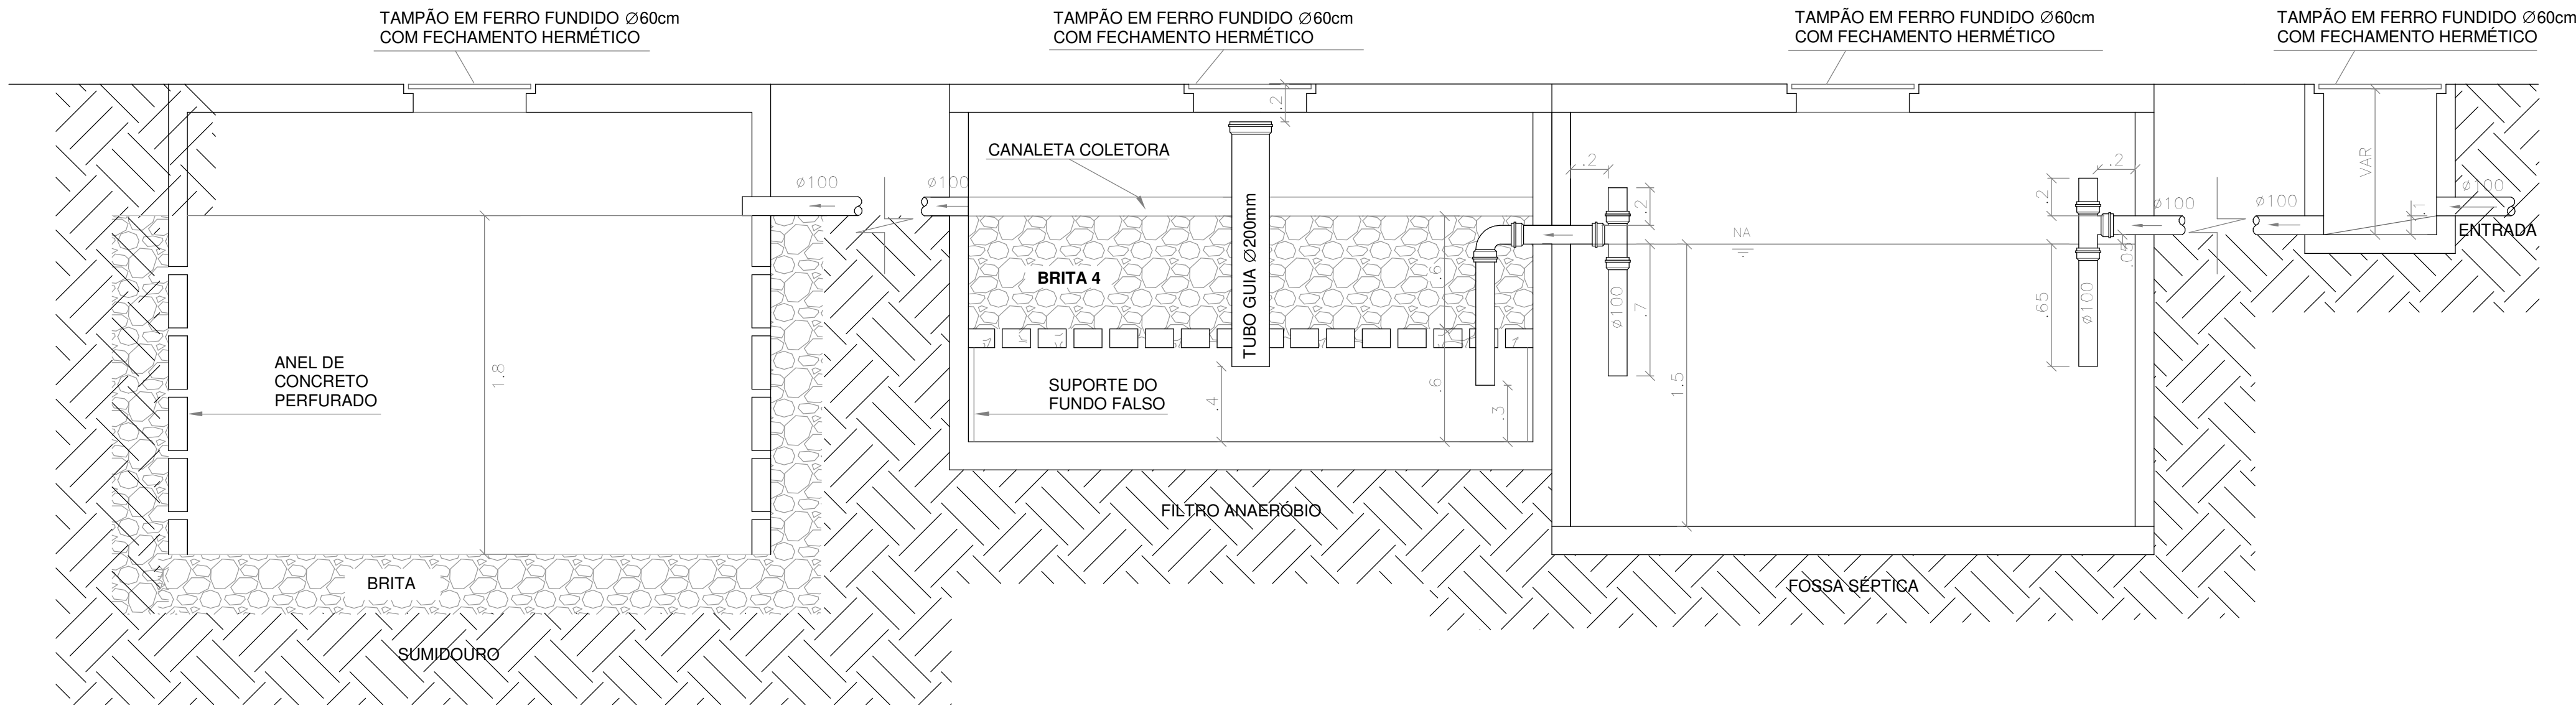 TAMPÃO EM FERRO FUNDIDO Ø60cm
COM FECHAMENTO HERMÉTICO
TAMPÃO EM FERRO FUNDIDO Ø60cm
COM FECHAMENTO HERMÉTICO
TAMPÃO EM FERRO FUNDIDO Ø60cm
COM FECHAMENTO HERMÉTICO
TAMPÃO EM FERRO FUNDIDO Ø60cm
COM FECHAMENTO HERMÉTICO
ANEL DE
CONCRETO
PERFURADO
1.8
BRITA
SUMIDOURO
ø100
ø100
.2
CANALETA COLETORA
TUBO GUIA Ø200mm
BRITA 4
.6
SUPORTE DO
FUNDO FALSO
.4
.6
.3
FILTRO ANAERÓBIO
.2
.2
ø100
.7
NA
1.5
.2
.2
.05
.65
ø100
FOSSA SÉPTICA
ø100
ø100
VAR
.1
ø100
ENTRADA